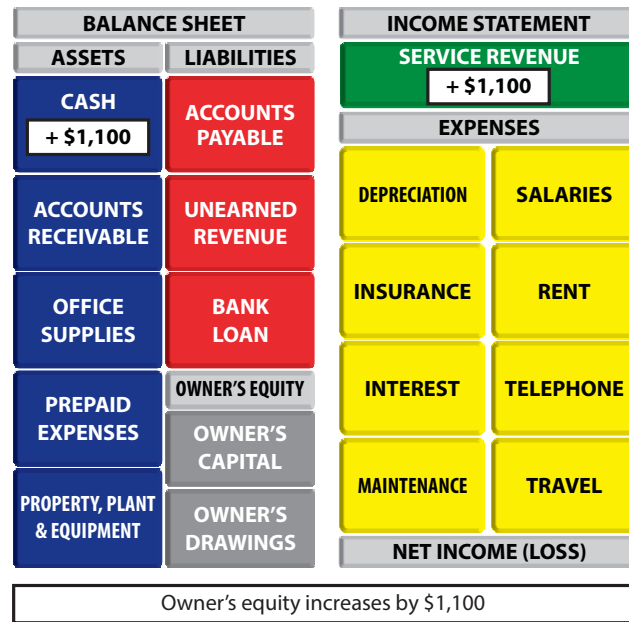 BALANCE SHEET
ASSETS
LIABILITIES
CASH
+ $1,100
ACCOUNTS
RECEIVABLE
OFFICE
SUPPLIES
PREPAID
EXPENSES
PROPERTY, PLANT
& EQUIPMENT
ACCOUNTS
PAYABLE
UNEARNED
REVENUE
BANK
LOAN
OWNER'S EQUITY
OWNER'S
CAPITAL
OWNER'S
DRAWINGS
INCOME STATEMENT
SERVICE REVENUE
+ $1,100
EXPENSES
DEPRECIATION
SALARIES
INSURANCE
RENT
INTEREST
TELEPHONE
MAINTENANCE
TRAVEL
NET INCOME (LOSS)
Owner's equity increases by $1,100